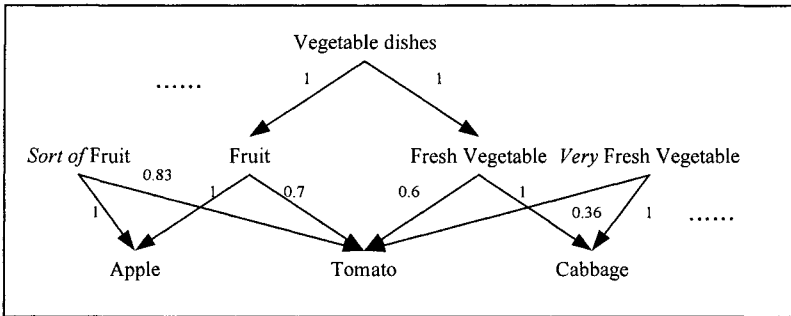 Vegetable dishes
...... 1 1
Sort of Fruit Fruit Fresh Vegetable Very Fresh Vegetable
0.83 1 0.7 0.6 1 0.36 1 ......
1
Apple Tomato Cabbage